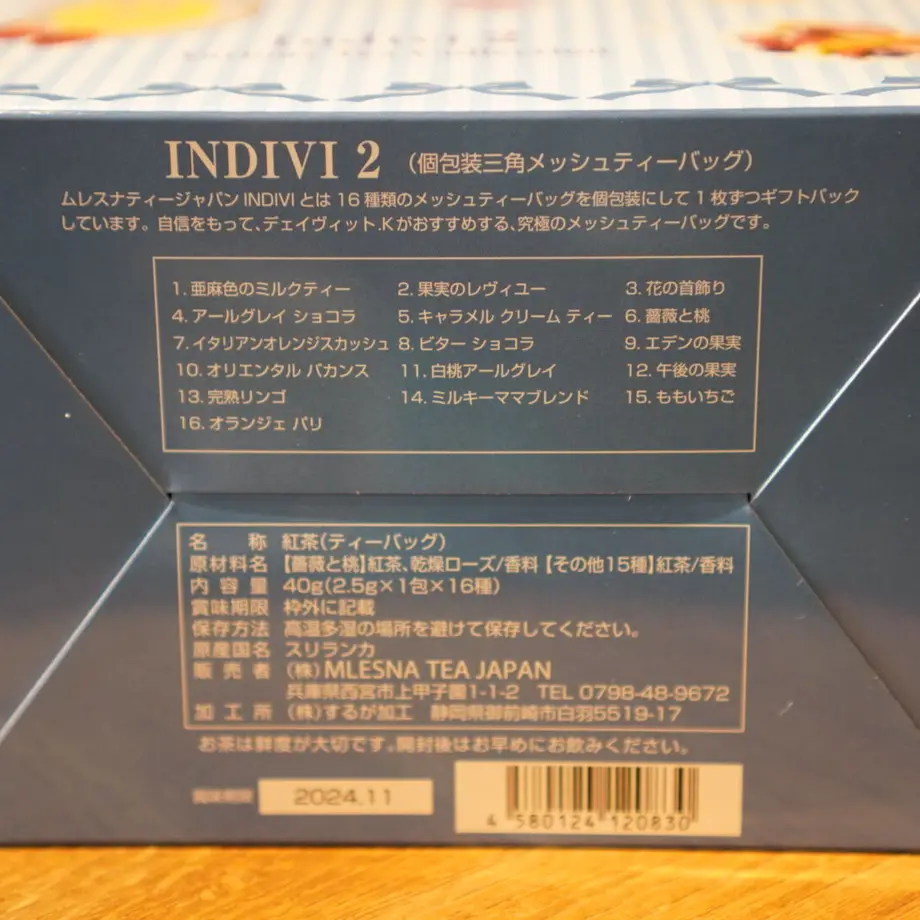 INDIVI 2 (個包装三角メッシュティーバッグ)
ムレスナティージャパン INDIVI とは 16 種類のメッシュティーバッグを個包装にして 1 枚ずつギフトパック
しています。自信をもって、デェイヴィット.Kがおすすめする、究極のメッシュティーバッグです。
1. 亜麻色のミルクティー 2. 果実のレヴィユー 3. 花の首飾り
4. アールグレイ ショコラ 5. キャラメル クリーム ティー 6. 薔薇と桃
7. イタリアンオレンジスカッシュ 8. ビター ショコラ 9. エデンの果実
10. オリエンタル バカンス 11. 白桃アールグレイ 12. 午後の果実
13. 完熟リンゴ 14. ミルキーママブレンド 15. ももいちご
16. オランジェ パリ
名称 紅茶(ティーバッグ)
原材料名 【薔薇と桃】紅茶、乾燥ローズ/香料 【その他15種】紅茶/香料
内容量 40g(2.5g×1包×16種)
賞味期限 枠外に記載
保存方法 高温多湿の場所を避けて保存してください。
原産国名 スリランカ
販売者 (株)MLESNA TEA JAPAN
兵庫県西宮市上甲子園1-1-2 TEL 0798-48-9672
加工所 (株)するが加工 静岡県御前崎市白羽5519-17
お茶は鮮度が大切です。開封後はお早めにお飲みください。
賞味期限 2024.11
4 580124 120830